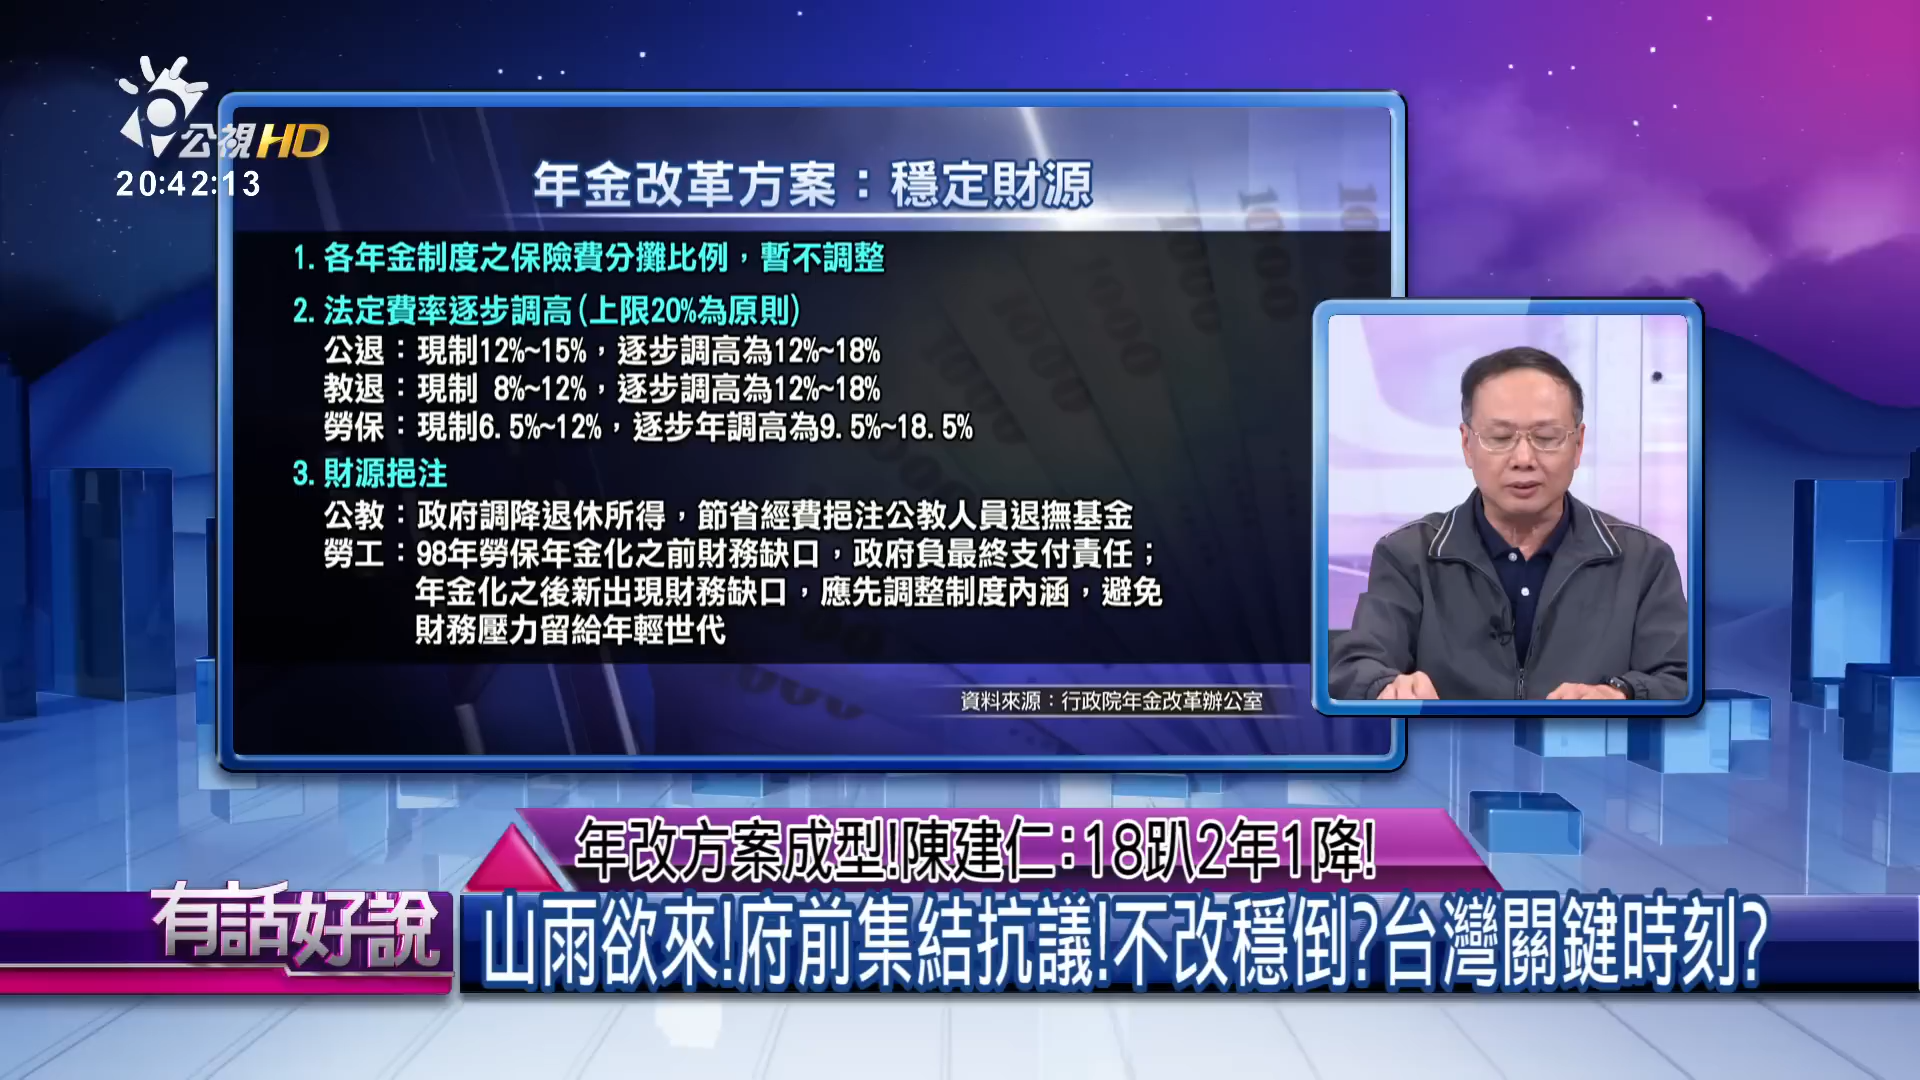 公視HD
20:42:13
年金改革方案：穩定財源
1. 各年金制度之保險費分攤比例，暫不調整
2. 法定費率逐步調高(上限20%為原則)
公退：現制12%~15%，逐步調高為12%~18%
教退：現制 8%~12%，逐步調高為12%~18%
勞保：現制6.5%~12%，逐步年調高為9.5%~18.5%
3. 財源挹注
公教：政府調降退休所得，節省經費挹注公教人員退撫基金
勞工：98年勞保年金化之前財務缺口，政府負最終支付責任；
年金化之後新出現財務缺口，應先調整制度內涵，避免
財務壓力留給年輕世代
資料來源：行政院年金改革辦公室
年改方案成型!陳建仁:18趴2年1降!
有話好說
山雨欲來!府前集結抗議!不改穩倒?台灣關鍵時刻?